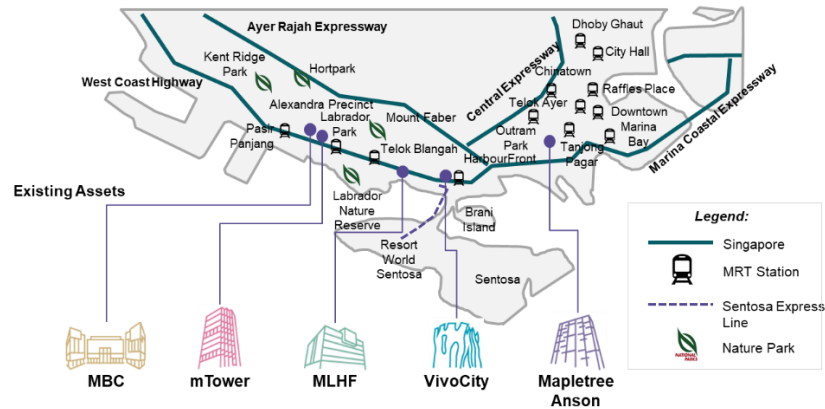 Dhoby Ghaut
Ayer Rajah Expressway
City Hall
Kent Ridge
Park
Hortpark
Central Expressway
Chinatown
West Coast Highway
Raffles Place
Alexandra Precinct
Telok Ayer
Labrador
Park
Mount Faber
Downtown
Marina
Bay
Marina Coastal Expressway
Pasir
Panjang
Outram
Park
Tanjong
Pagar
Telok Blangah
HarbourFront
Existing Assets
Labrador
Nature
Reserve
Brani
Island
Resort
World
Sentosa
Sentosa
Legend:
Singapore
MRT Station
Sentosa Express
Line
Nature Park
NATIONAL
PARKS
MBC
mTower
MLHF
VivoCity
Mapletree
Anson